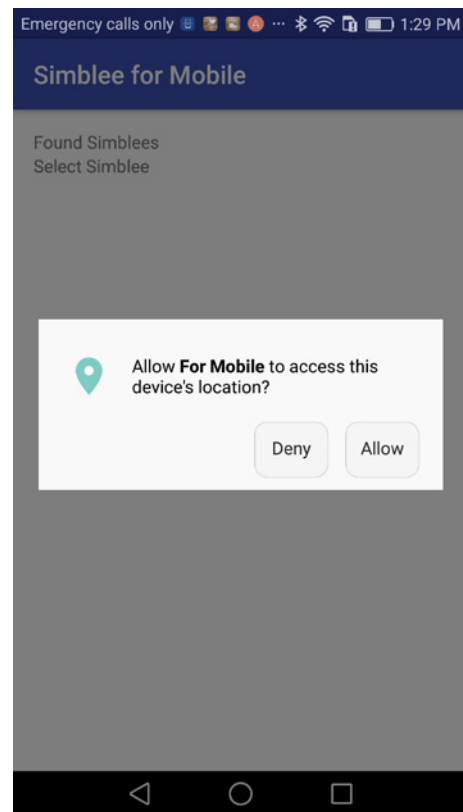 Emergency calls only 1:29 PM
Simblee for Mobile
Found Simblees
Select Simblee
Allow For Mobile to access this
device's location?
Deny Allow